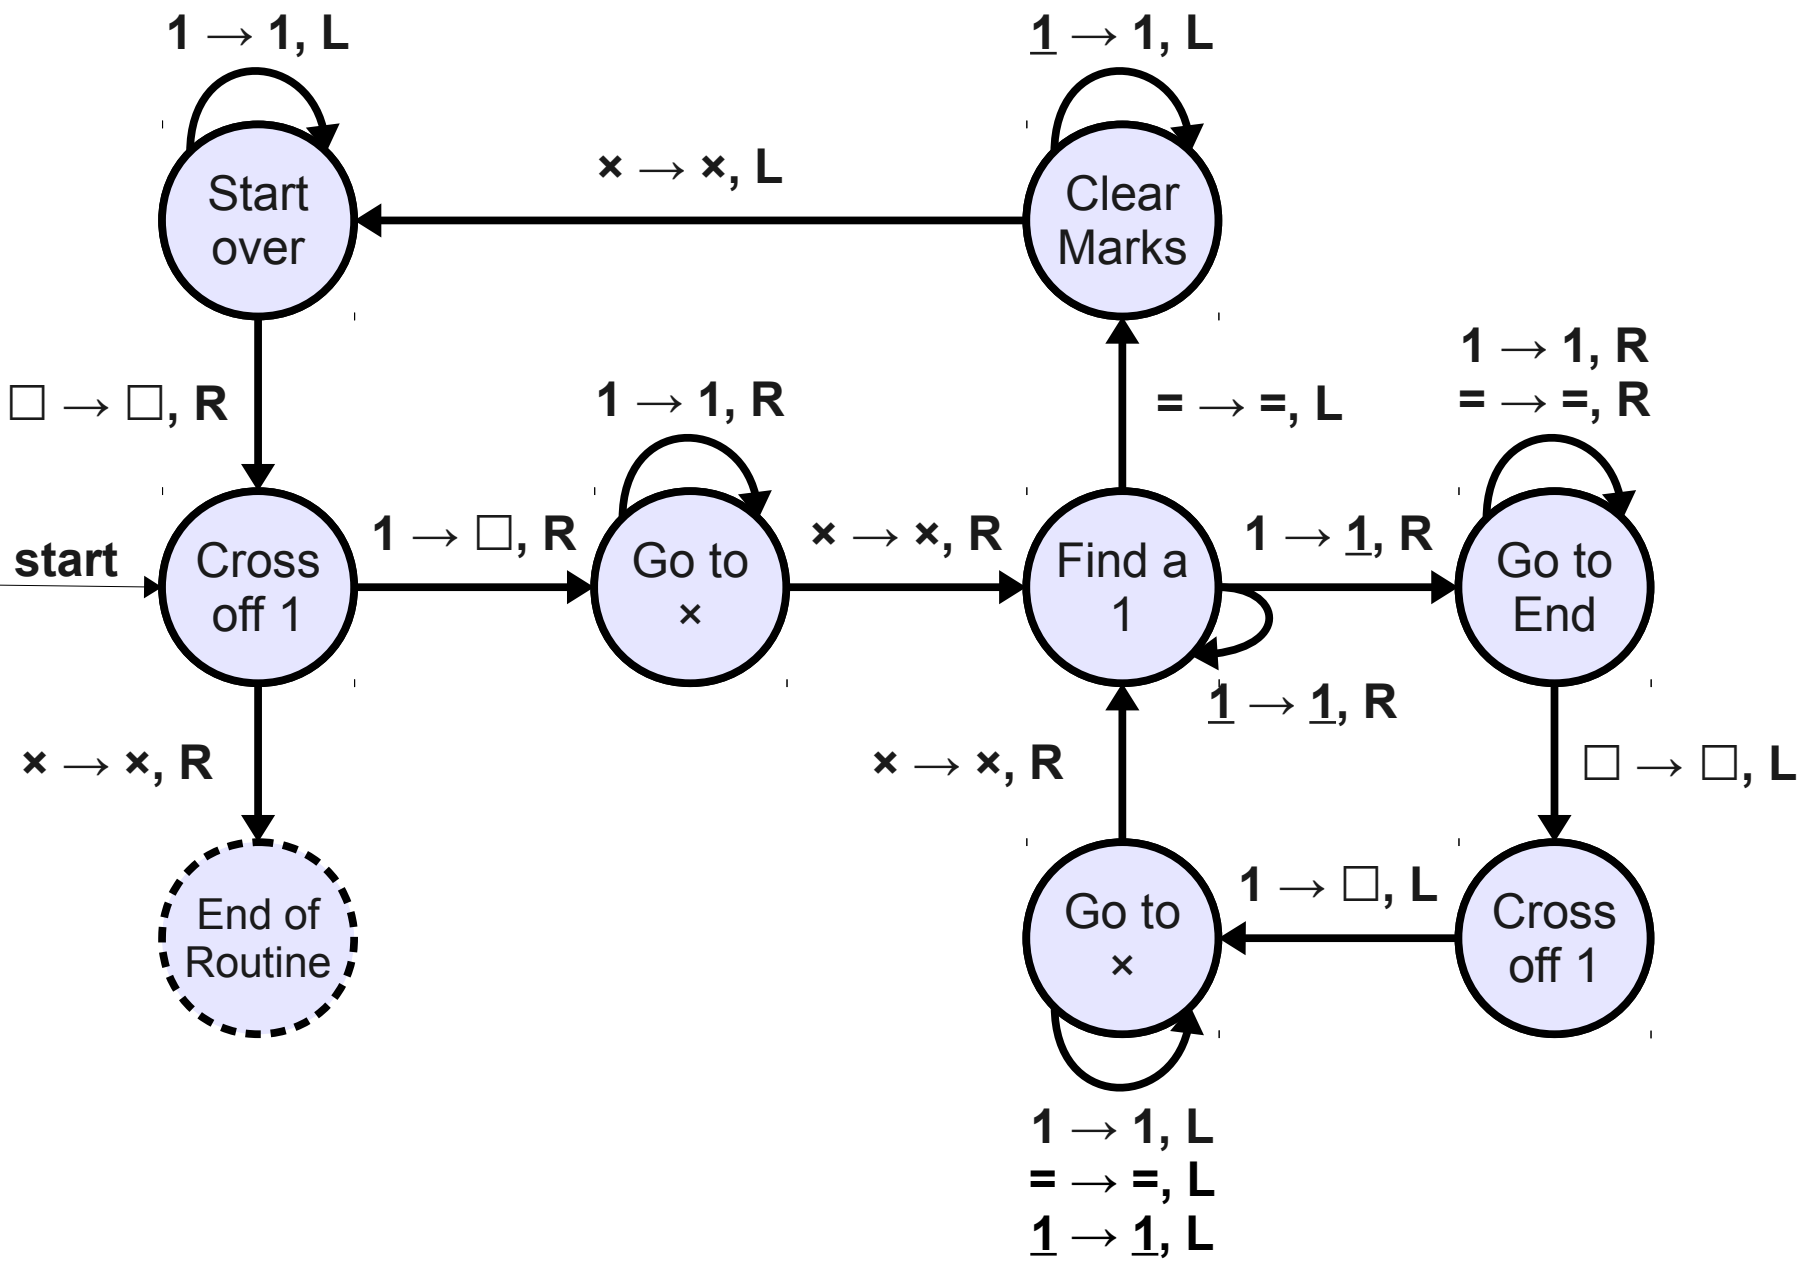 1 → 1, L
1 → 1, L
Start
over
× → ×, L
Clear
Marks
□ → □, R
1 → 1, R
= → =, L
1 → 1, R
= → =, R
start
Cross
off 1
1 → □, R
Go to
×
× → ×, R
Find a
1
1 → 1, R
Go to
End
1 → 1, R
× → ×, R
× → ×, R
□ → □, L
End of
Routine
Go to
×
1 → □, L
Cross
off 1
1 → 1, L
= → =, L
1 → 1, L